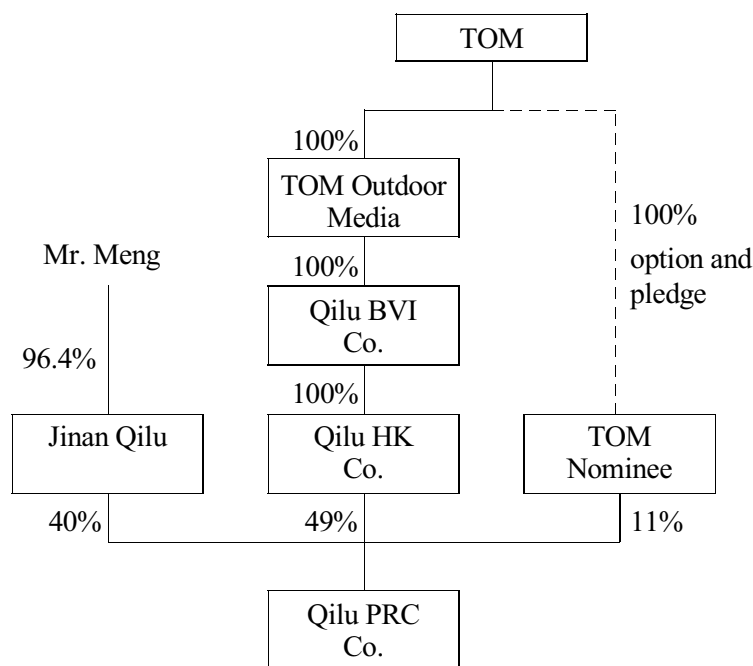 TOM
100%
TOM Outdoor
Media
100%
option and
pledge
Mr. Meng
100%
Qilu BVI
Co.
96.4%
100%
Jinan Qilu
Qilu HK
Co.
TOM
Nominee
40%
49%
11%
Qilu PRC
Co.